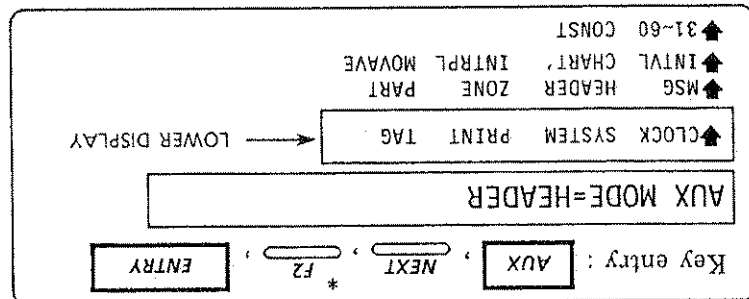 Key entry : AUX , NEXT , * F2 , ENTRY
AUX MODE=HEADER
CLOCK SYSTEM PRINT TAG LOWER DISPLAY
MSG HEADER ZONE PART
INTVL CHART' INTRPL MOVAVE
31~60 CONST